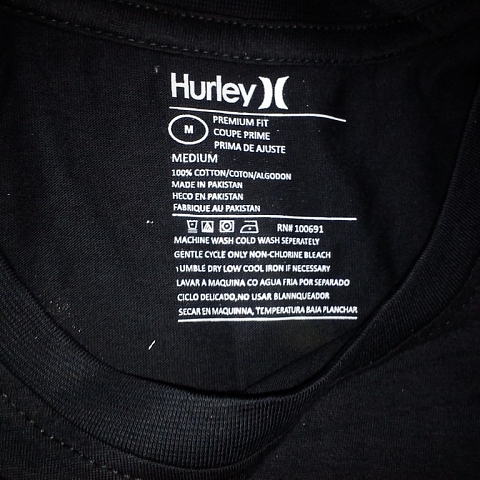 Hurley
M
PREMIUM FIT
COUPE PRIME
PRIMA DE AJUSTE
MEDIUM
100% COTTON/COTON/ALGODON
MADE IN PAKISTAN
HECO EN PAKISTAN
FABRIQUE AU PAKISTAN
RN# 100691
MACHINE WASH COLD WASH SEPERATELY
GENTLE CYCLE ONLY NON-CHLORINE BLEACH
TUMBLE DRY LOW COOL IRON IF NECESSARY
LAVAR A MAQUINA CO AGUA FRIA POR SEPARADO
CICLO DELICADO,NO USAR BLANNQUEADOR
SECAR EN MAQUINNA, TEMPERATURA BAJA PLANCHAR